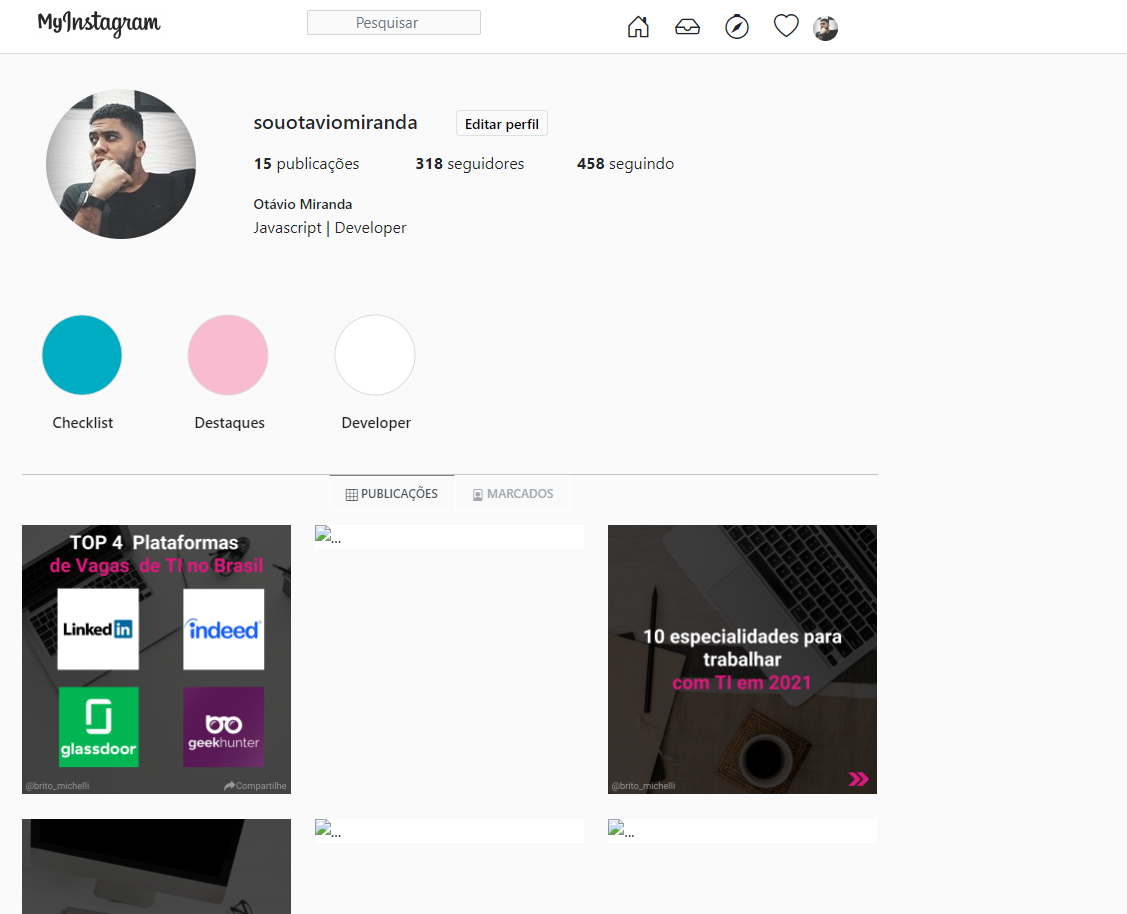 MyInstagram
Pesquisar
souotaviomiranda
Editar perfil
15 publicações
318 seguidores
458 seguindo
Otávio Miranda
Javascript | Developer
Checklist
Destaques
Developer
PUBLICAÇÕES
MARCADOS
TOP 4 Plataformas
de Vagas de TI no Brasil
Linked in
indeed
glassdoor
geekhunter
@brito_michelli
Compartilhe
...
10 especialidades para
trabalhar
com TI em 2021
@brito_michelli
...
...